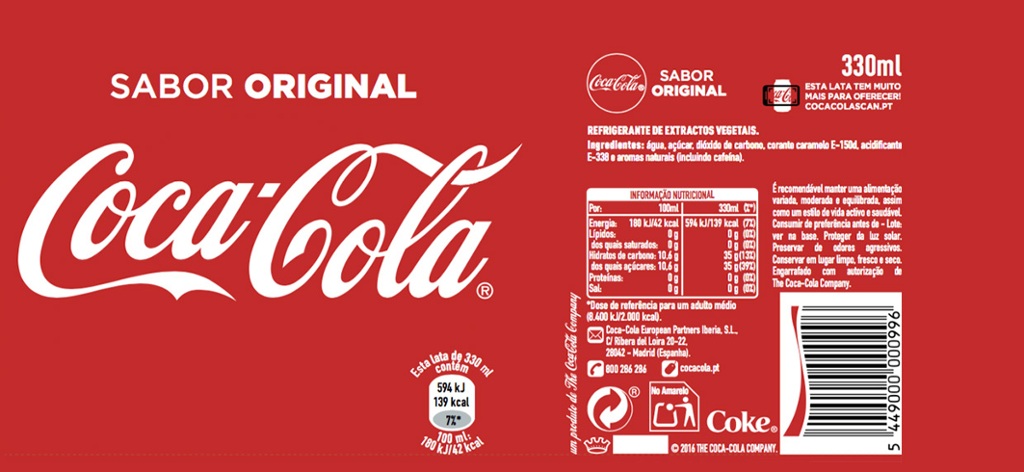 SABOR ORIGINAL
Coca-Cola®
Esta lata de 330 ml
contém
594 kJ
139 kcal
7%*
100 ml:
180 kJ/42 kcal
Coca-Cola®
SABOR
ORIGINAL
330ml
ESTA LATA TEM MUITO
MAIS PARA OFERECER!
COCACOLASCAN.PT
REFRIGERANTE DE EXTRACTOS VEGETAIS.
Ingredientes: água, açúcar, dióxido de carbono, corante caramelo E-150d, acidificante
E-338 e aromas naturais (incluindo cafeína).
INFORMAÇÃO NUTRICIONAL
Por: 100ml 330ml (%*)
Energia: 180 kJ/42 kcal 594 kJ/139 kcal (7%)
Lípidos: 0 g 0 g (0%)
dos quais saturados: 0 g 0 g (0%)
Hidratos de carbono: 10,6 g 35 g (13%)
dos quais açúcares: 10,6 g 35 g (39%)
Proteínas: 0 g 0 g (0%)
Sal: 0 g 0 g (0%)
*Dose de referência para um adulto médio
(8.400 kJ/2.000 kcal).
Coca-Cola European Partners Iberia, S.L.,
C/ Ribera del Loira 20-22,
28042 - Madrid (Espanha).
800 286 286 cocacola.pt
É recomendável manter uma alimentação
variada, moderada e equilibrada, assim
como um estilo de vida activo e saudável.
Consumir de preferência antes de - Lote:
ver na base. Proteger da luz solar.
Preservar de odores agressivos.
Conservar em lugar limpo, fresco e seco.
Engarrafado com autorização de
The Coca-Cola Company.
um produto de The Coca-Cola Company
®
No Amarelo
Coke®
© 2016 THE COCA-COLA COMPANY.
5 449000 000996